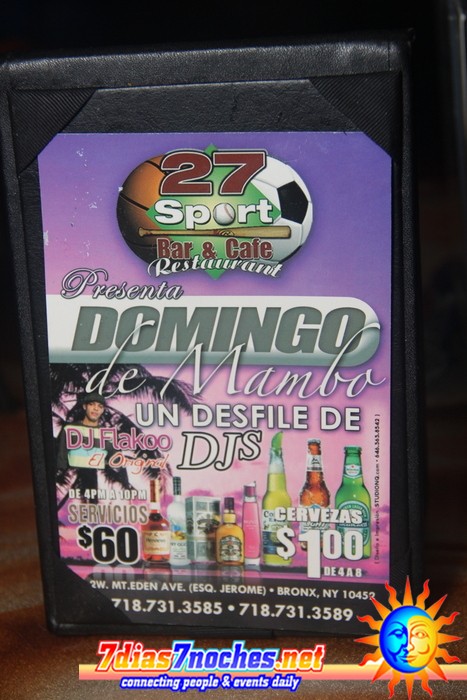 27
Sport
Bar & Cafe
Restaurant
Presenta
DOMINGO
de Mambo
UN DESFILE DE
DJs
DJ Flakoo
El Original
DE 4PM A 10PM
SERVICIOS
$60
CERVEZAS
$1.00
DE 4 A 8
2W. MT.EDEN AVE. (ESQ. JEROME) • BRONX, NY 10452
718.731.3585 • 718.731.3589
7dias7noches.net
connecting people & events daily